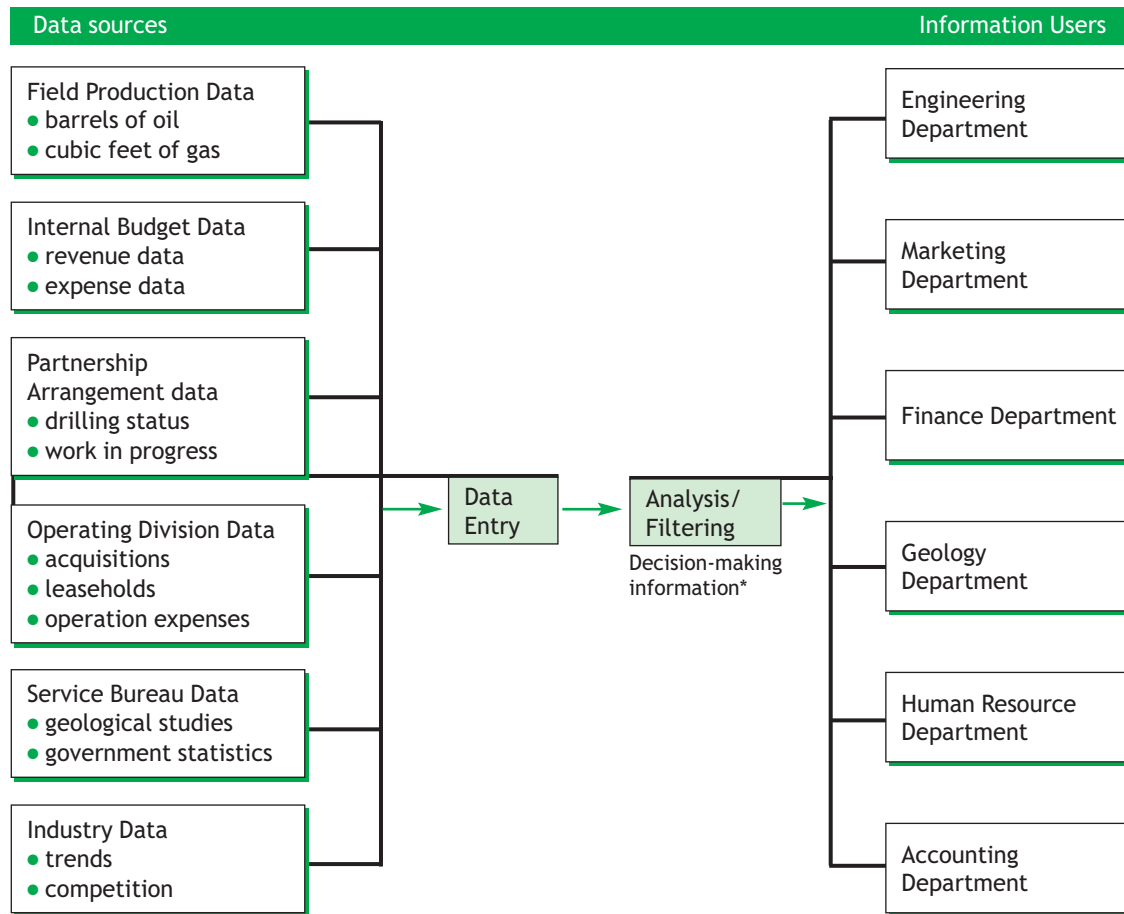 Data sources
Information Users
Field Production Data
• barrels of oil
• cubic feet of gas
Internal Budget Data
• revenue data
• expense data
Partnership
Arrangement data
• drilling status
• work in progress
Operating Division Data
• acquisitions
• leaseholds
• operation expenses
Service Bureau Data
• geological studies
• government statistics
Industry Data
• trends
• competition
Data
Entry
Analysis/
Filtering
Decision-making
information*
Engineering
Department
Marketing
Department
Finance Department
Geology
Department
Human Resource
Department
Accounting
Department